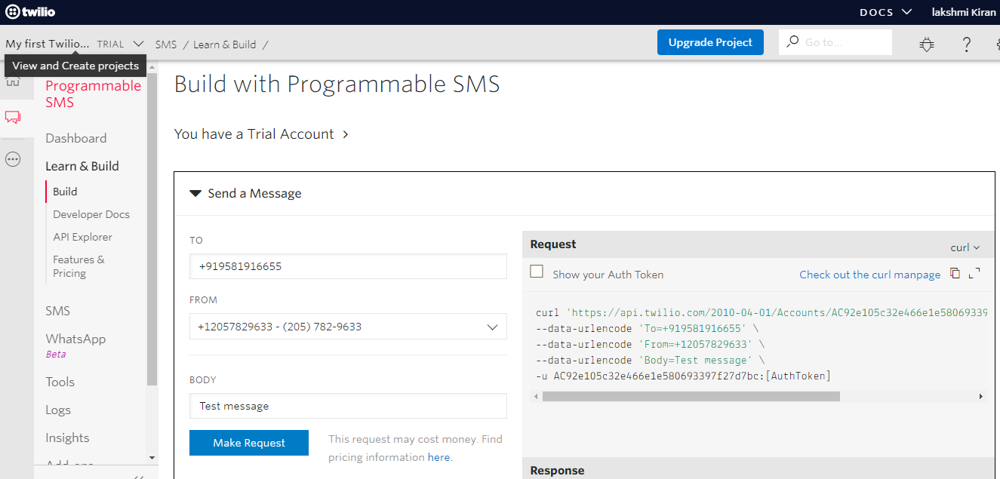 twilio
DOCS
lakshmi Kiran
My first Twilio... TRIAL
SMS / Learn & Build /
Upgrade Project
Go to...
?
View and Create projects
Programmable
SMS
Dashboard
Learn & Build
Build
Developer Docs
API Explorer
Features &
Pricing
SMS
WhatsApp
Beta
Tools
Logs
Insights
Add-ons
Build with Programmable SMS
You have a Trial Account
Send a Message
TO
+919581916655
FROM
+12057829633 - (205) 782-9633
BODY
Test message
Make Request
This request may cost money. Find
pricing information here.
Request
curl
Show your Auth Token
Check out the curl manpage
curl 'https://api.twilio.com/2010-04-01/Accounts/AC92e105c32e466e1e58069339
--data-urlencode 'To=+919581916655' \
--data-urlencode 'From=+12057829633' \
--data-urlencode 'Body=Test message' \
-u AC92e105c32e466e1e580693397f27d7bc:[AuthToken]
Response